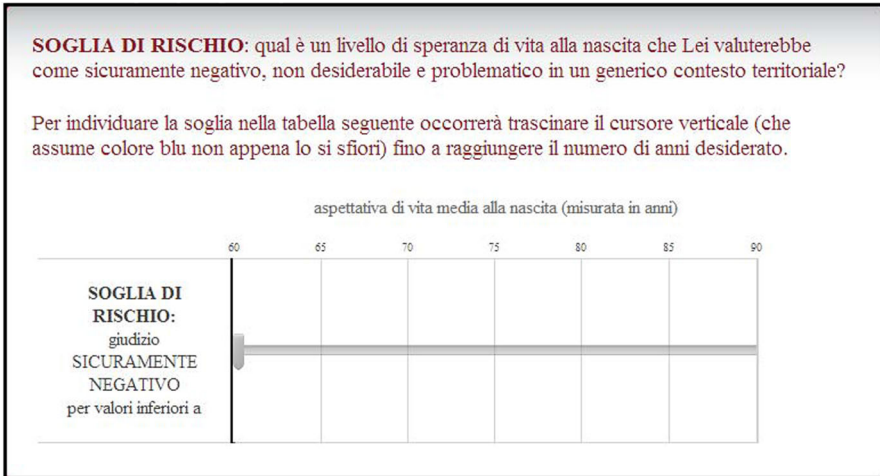 SOGLIA DI RISCHIO: qual è un livello di speranza di vita alla nascita che Lei valuterebbe
come sicuramente negativo, non desiderabile e problematico in un generico contesto territoriale?
Per individuare la soglia nella tabella seguente occorrerà trascinare il cursore verticale (che
assume colore blu non appena lo si sfiori) fino a raggiungere il numero di anni desiderato.
aspettativa di vita media alla nascita (misurata in anni)
60 65 70 75 80 85 90
SOGLIA DI
RISCHIO:
giudizio
SICURAMENTE
NEGATIVO
per valori inferiori a